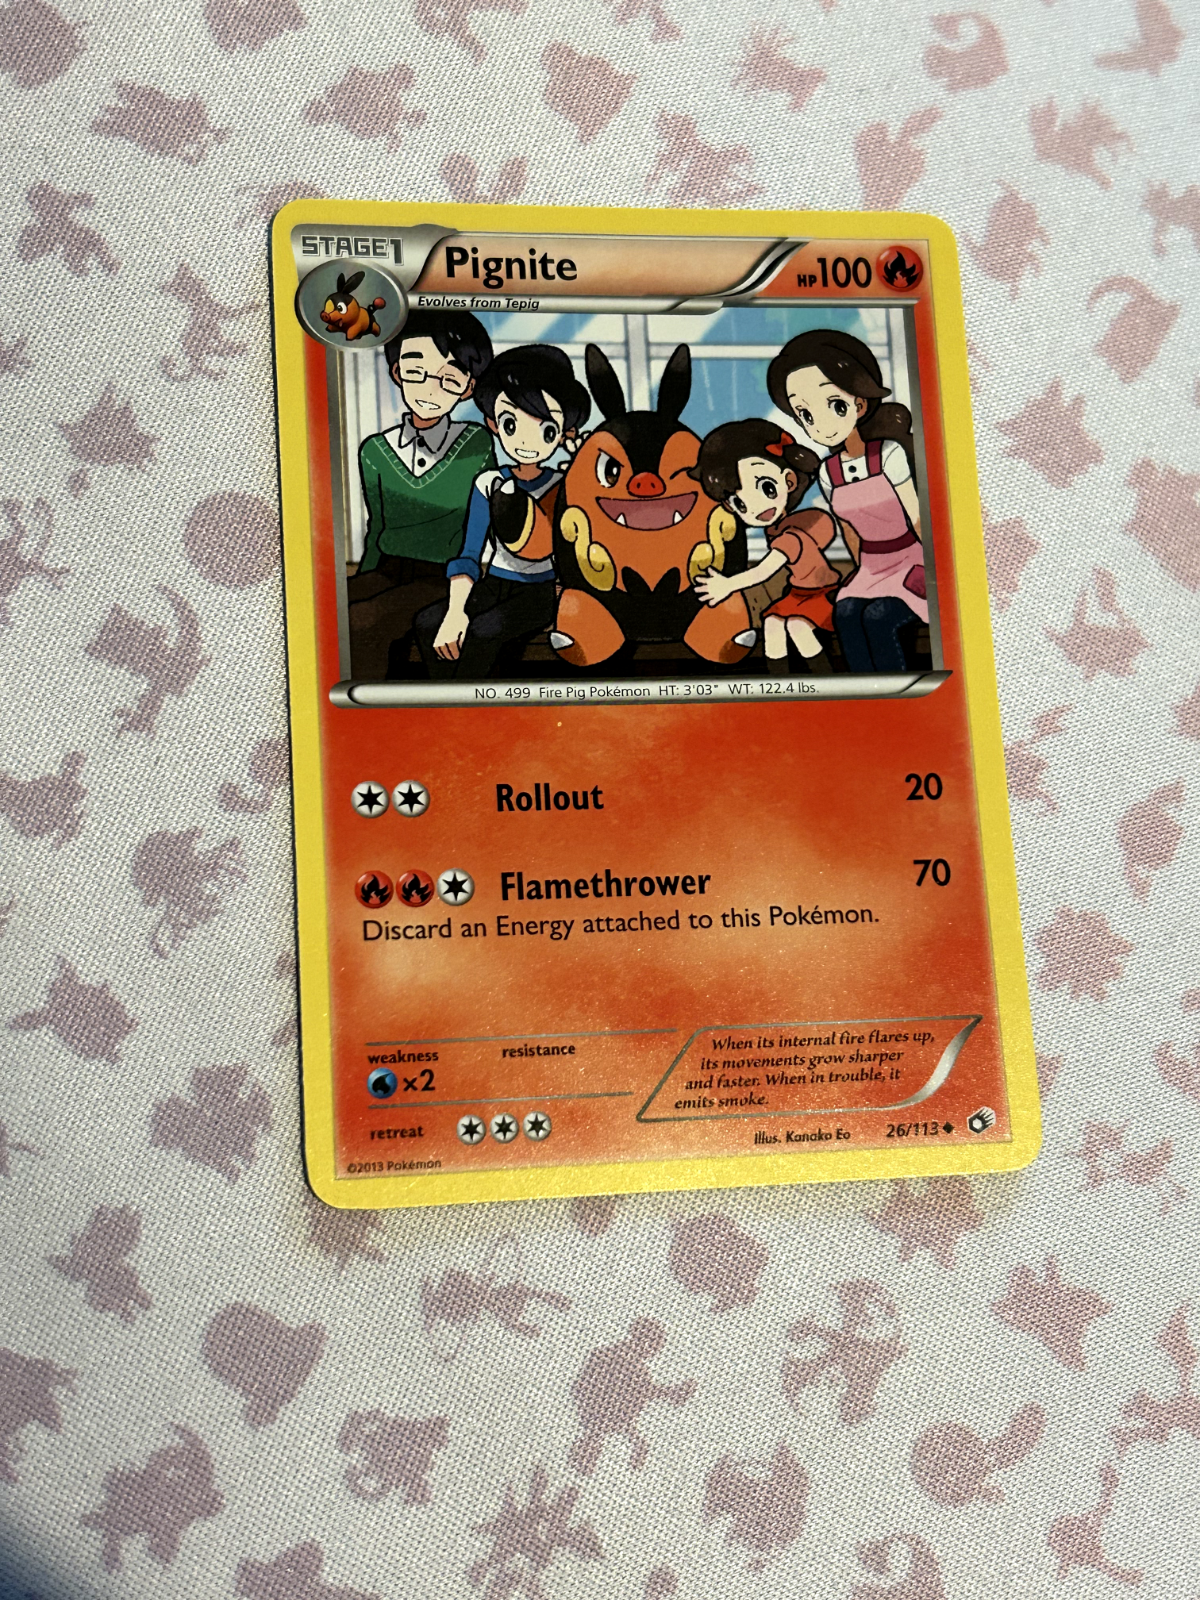 STAGE1
Pignite
HP100
Evolves from Tepig
NO. 499 Fire Pig Pokémon HT: 3'03" WT: 122.4 lbs.
Rollout 20
Flamethrower 70
Discard an Energy attached to this Pokémon.
weakness resistance
×2
retreat
When its internal fire flares up,
its movements grow sharper
and faster. When in trouble, it
emits smoke.
Illus. Kanako Eo 26/113
©2013 Pokémon